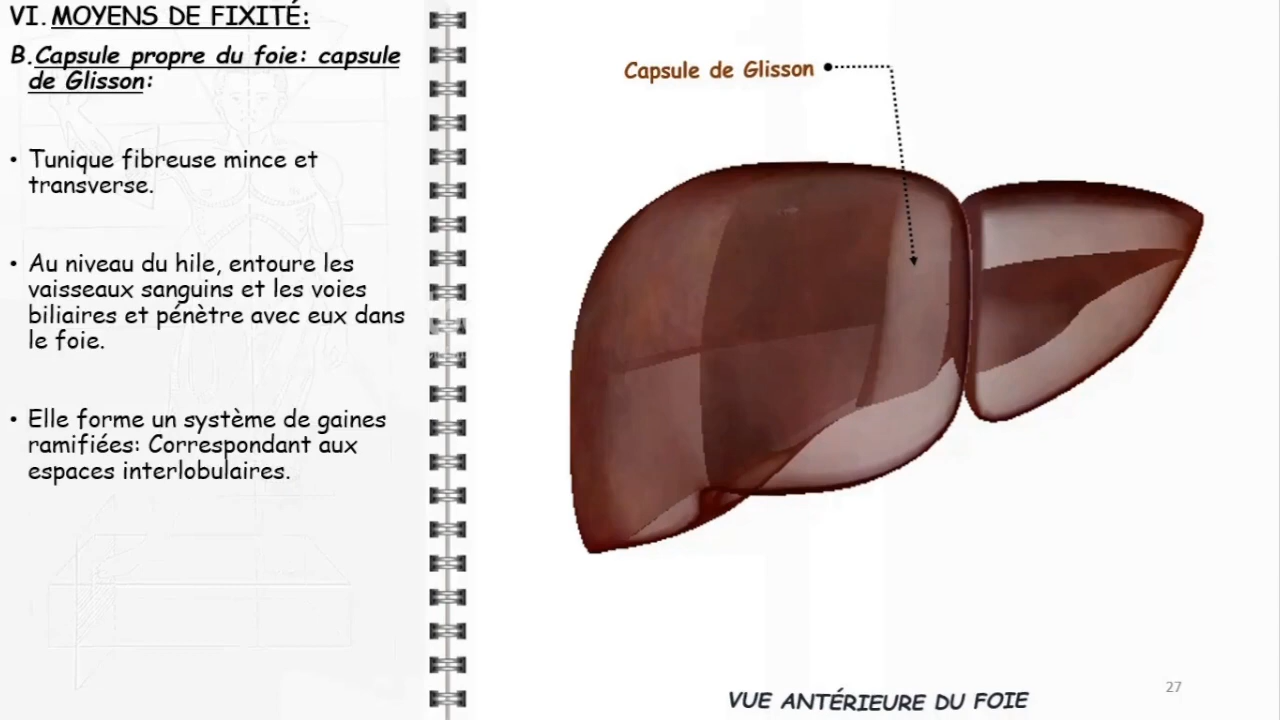 VI. MOYENS DE FIXITÉ:
B. Capsule propre du foie: capsule
de Glisson:
• Tunique fibreuse mince et
transverse.
• Au niveau du hile, entoure les
vaisseaux sanguins et les voies
biliaires et pénètre avec eux dans
le foie.
• Elle forme un système de gaines
ramifiées: Correspondant aux
espaces interlobulaires.
Capsule de Glisson
27
VUE ANTÉRIEURE DU FOIE